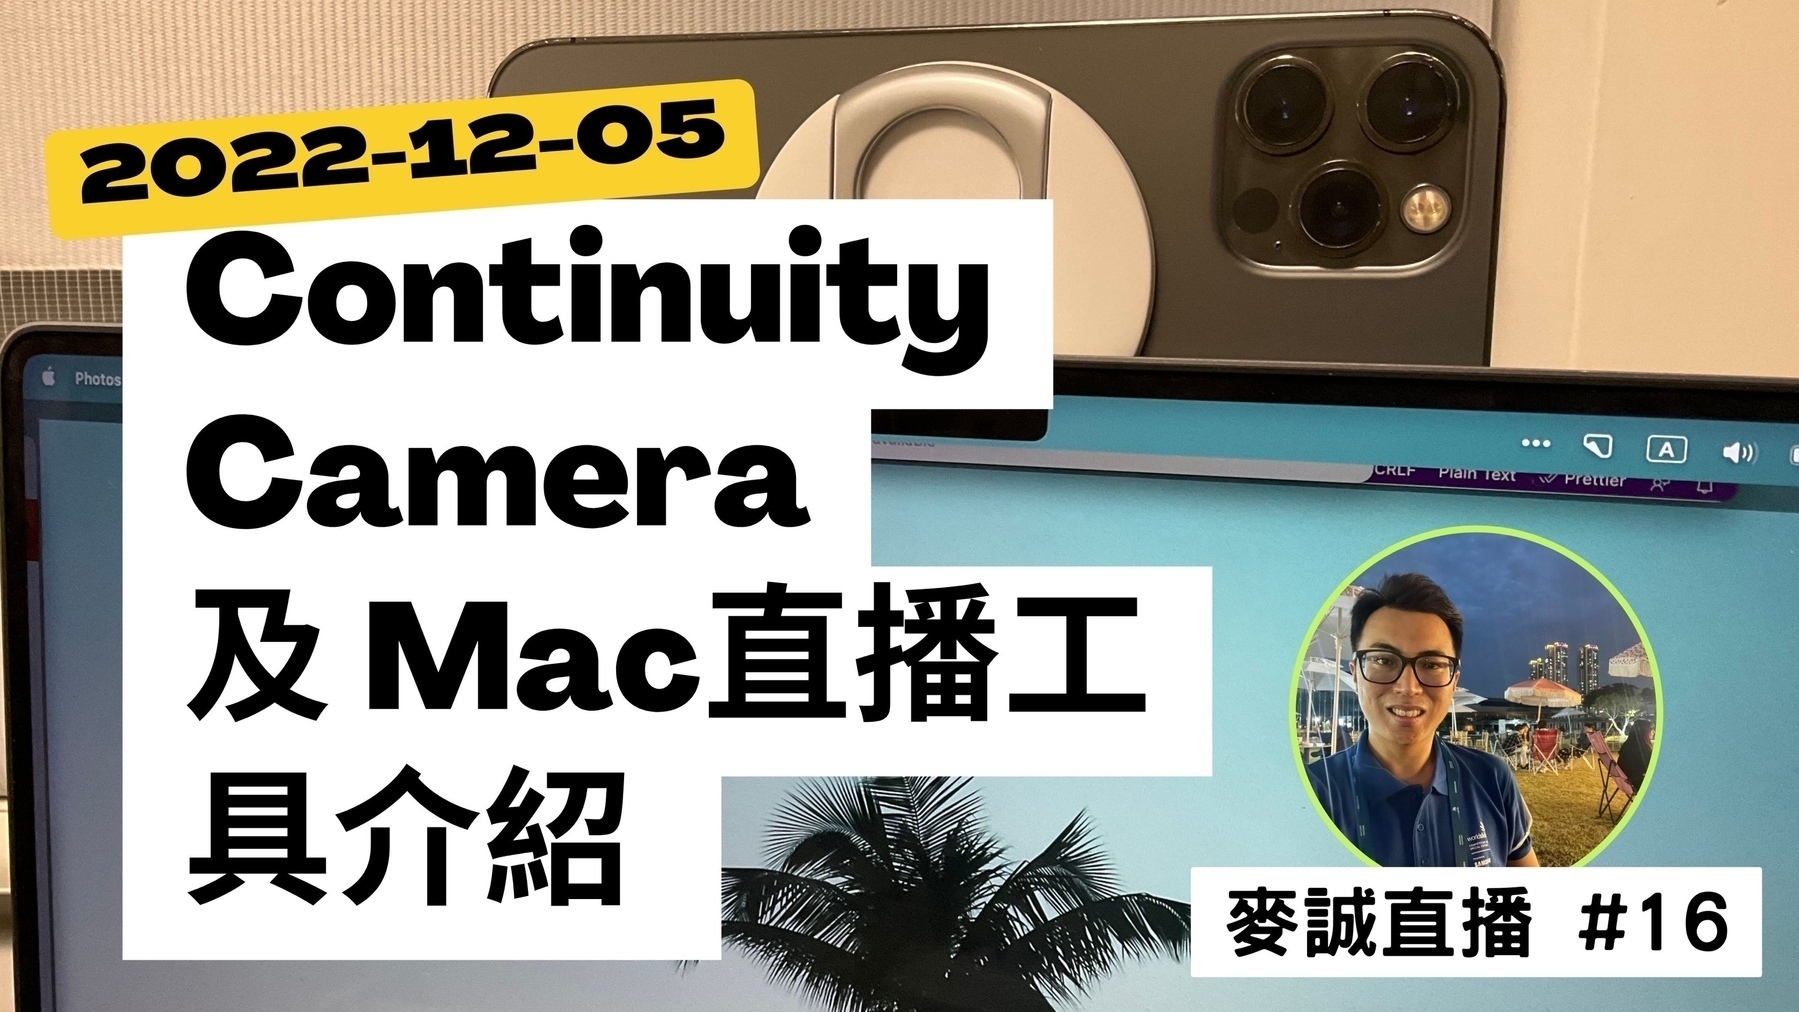 2022-12-05
Continuity
Camera
及 Mac直播工
具介紹
Photos
available
A
CRLF Plain Text Prettier
麥誠直播 #16